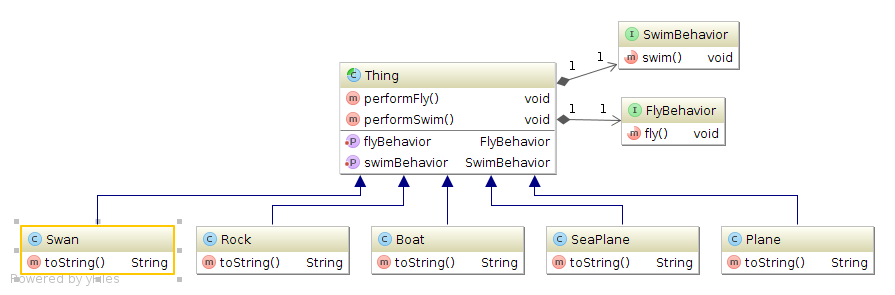 I SwimBehavior
m swim() void
1 1
C Thing
m performFly() void
m performSwim() void
P flyBehavior FlyBehavior
P swimBehavior SwimBehavior
1 1
I FlyBehavior
m fly() void
C Swan
m toString() String
C Rock
m toString() String
C Boat
m toString() String
C SeaPlane
m toString() String
C Plane
m toString() String
Powered by yFiles